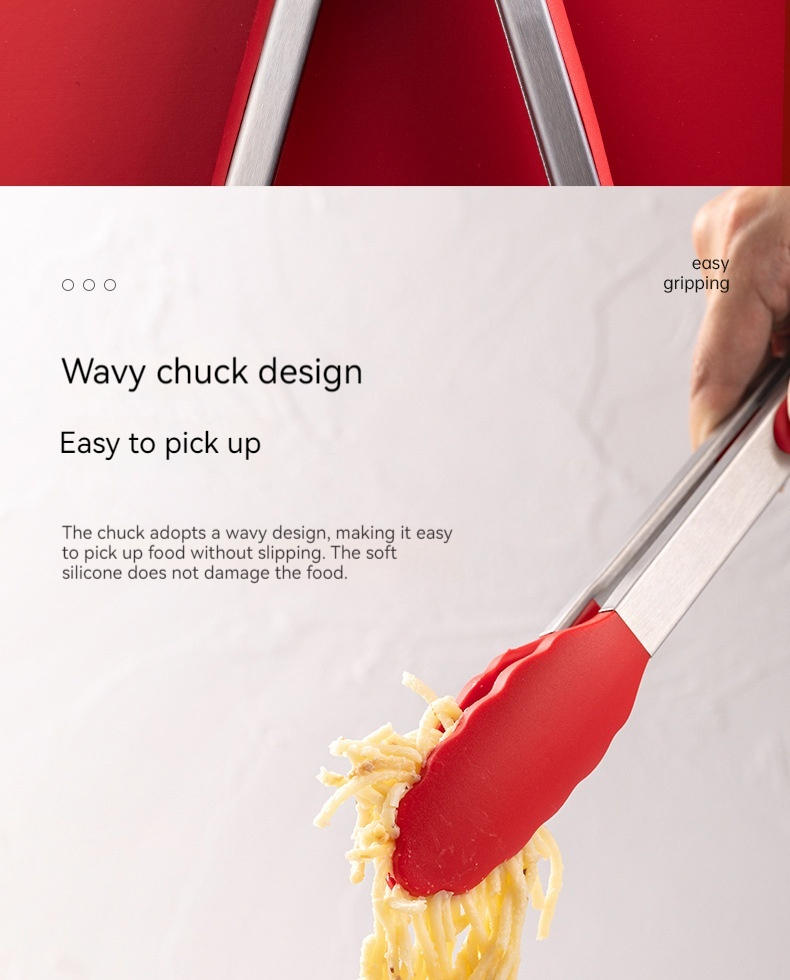 easy
gripping
Wavy chuck design
Easy to pick up
The chuck adopts a wavy design, making it easy
to pick up food without slipping. The soft
silicone does not damage the food.